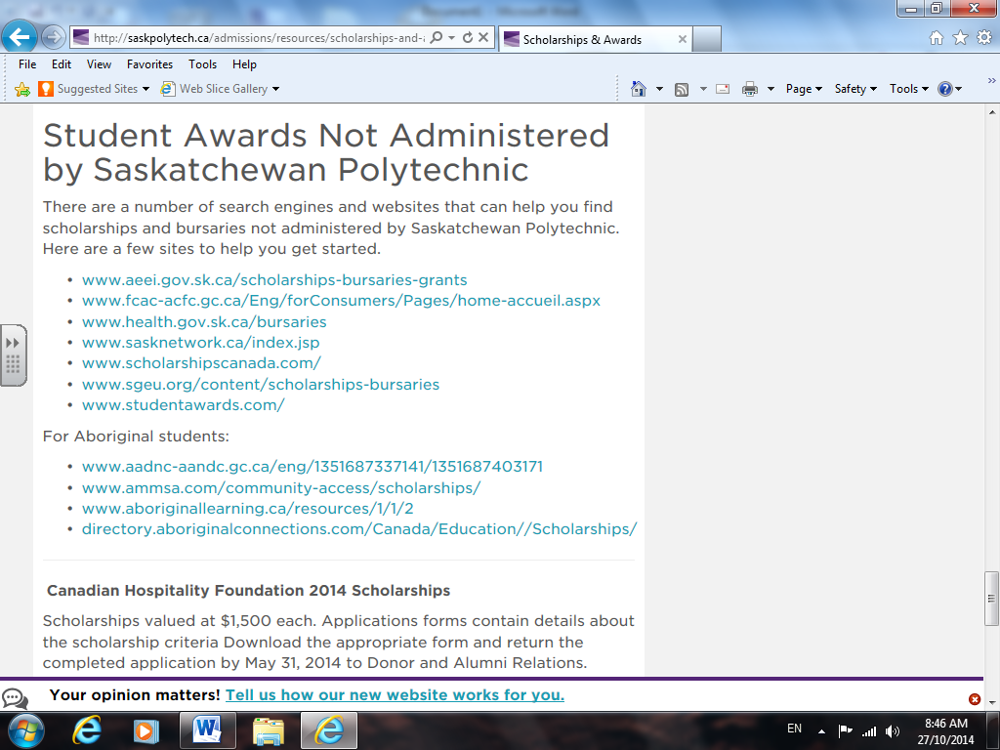 Document1 - Microsoft Word
http://saskpolytech.ca/admissions/resources/scholarships-and-
Scholarships & Awards
File Edit View Favorites Tools Help
Suggested Sites Web Slice Gallery Page Safety Tools
Student Awards Not Administered
by Saskatchewan Polytechnic
There are a number of search engines and websites that can help you find
scholarships and bursaries not administered by Saskatchewan Polytechnic.
Here are a few sites to help you get started.
• www.aeei.gov.sk.ca/scholarships-bursaries-grants
• www.fcac-acfc.gc.ca/Eng/forConsumers/Pages/home-accueil.aspx
• www.health.gov.sk.ca/bursaries
• www.sasknetwork.ca/index.jsp
• www.scholarshipscanada.com/
• www.sgeu.org/content/scholarships-bursaries
• www.studentawards.com/
For Aboriginal students:
• www.aadnc-aandc.gc.ca/eng/1351687337141/1351687403171
• www.ammsa.com/community-access/scholarships/
• www.aboriginallearning.ca/resources/1/1/2
• directory.aboriginalconnections.com/Canada/Education//Scholarships/
Canadian Hospitality Foundation 2014 Scholarships
Scholarships valued at $1,500 each. Applications forms contain details about
the scholarship criteria Download the appropriate form and return the
completed application by May 31, 2014 to Donor and Alumni Relations.
Your opinion matters! Tell us how our new website works for you.
EN
8:46 AM
27/10/2014